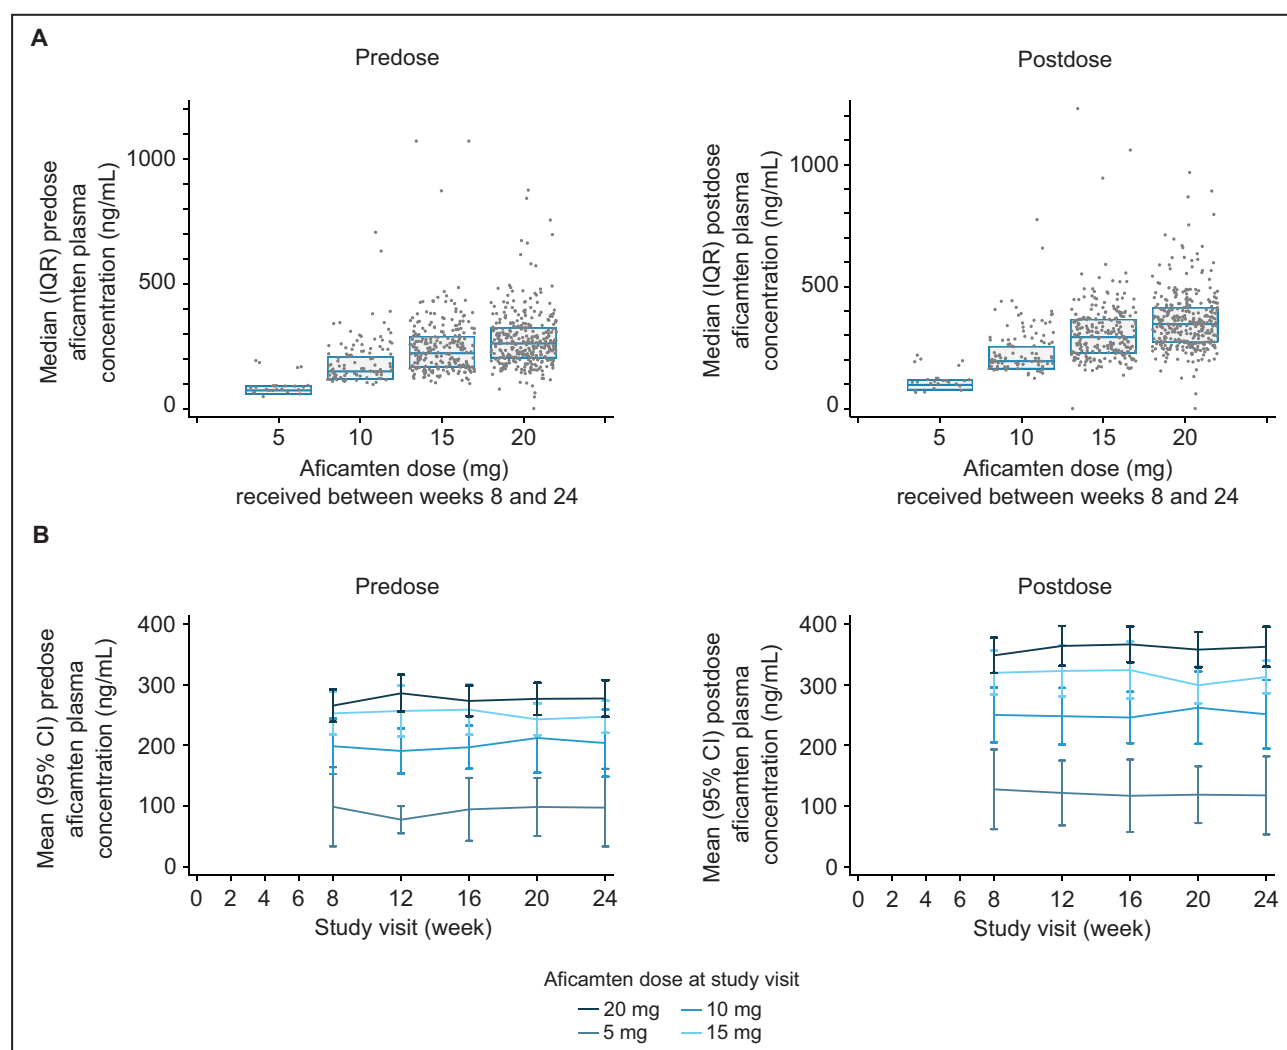 A
Predose
Median (IQR) predose
aficamten plasma
concentration (ng/mL)
1000
500
0
5 10 15 20
Aficamten dose (mg)
received between weeks 8 and 24
Postdose
Median (IQR) postdose
aficamten plasma
concentration (ng/mL)
1000
500
0
5 10 15 20
Aficamten dose (mg)
received between weeks 8 and 24
B
Predose
Mean (95% CI) predose
aficamten plasma
concentration (ng/mL)
400
300
200
100
0
0 2 4 6 8 12 16 20 24
Study visit (week)
Postdose
Mean (95% CI) postdose
aficamten plasma
concentration (ng/mL)
400
300
200
100
0
0 2 4 6 8 12 16 20 24
Study visit (week)
Aficamten dose at study visit
20 mg 10 mg
5 mg 15 mg